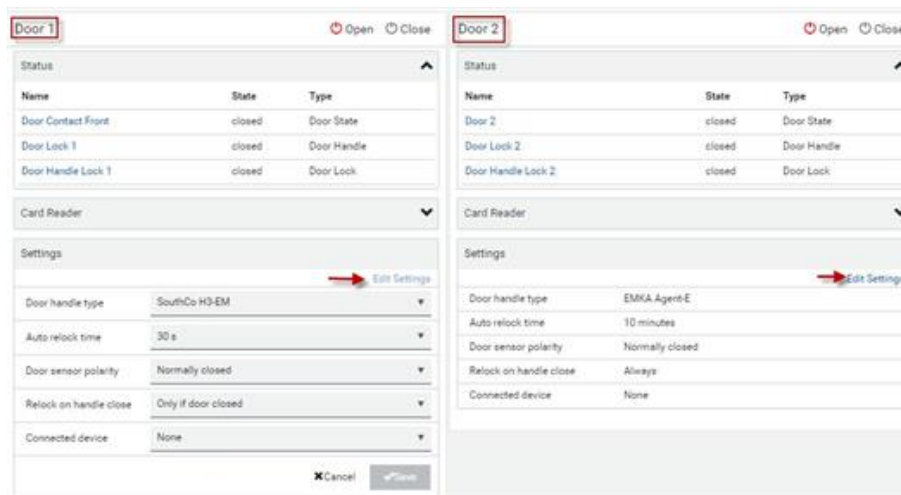 Door 1
Open Close
Status
Name State Type
Door Contact Front closed Door State
Door Lock 1 closed Door Handle
Door Handle Lock 1 closed Door Lock
Card Reader
Settings
Edit Settings
Door handle type SouthCo H3-EM
Auto relock time 30 s
Door sensor polarity Normally closed
Relock on handle close Only if door closed
Connected device None
Cancel Save
Door 2
Open Close
Status
Name State Type
Door 2 closed Door State
Door Lock 2 closed Door Handle
Door Handle Lock 2 closed Door Lock
Card Reader
Settings
Edit Setting
Door handle type EMKA Agent-E
Auto relock time 10 minutes
Door sensor polarity Normally closed
Relock on handle close Always
Connected device None